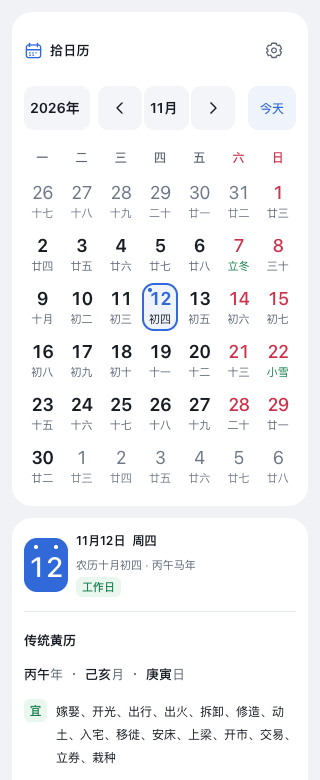 拾日历
2026年 11月 今天
一 二 三 四 五 六 日
26 27 28 29 30 31 1
十七 十八 十九 二十 廿一 廿二 廿三
2 3 4 5 6 7 8
廿四 廿五 廿六 廿七 廿八 立冬 三十
9 10 11 12 13 14 15
十月 初二 初三 初四 初五 初六 初七
16 17 18 19 20 21 22
初八 初九 初十 十一 十二 十三 小雪
23 24 25 26 27 28 29
十五 十六 十七 十八 十九 二十 廿一
30 1 2 3 4 5 6
廿二 廿三 廿四 廿五 廿六 廿七 廿八
12
11月12日 周四
农历十月初四 · 丙午马年
工作日
传统黄历
丙午年 · 己亥月 · 庚寅日
宜 嫁娶、开光、出行、出火、拆卸、修造、动
土、入宅、移徙、安床、上梁、开市、交易、
立券、栽种